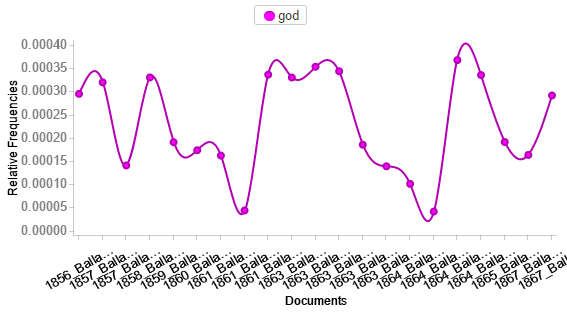 god
0.00040
0.00035
0.00030
0.00025
0.00020
0.00015
0.00010
0.00005
0.00000
Relative Frequencies
1856_Balla…
1857_Balla…
1857_Balla…
1858_Balla…
1859_Balla…
1860_Balla…
1861_Balla…
1861_Balla…
1861_Balla…
1863_Balla…
1863_Balla…
1863_Balla…
1863_Balla…
1863_Balla…
1864_Balla…
1864_Balla…
1864_Balla…
1864_Balla…
1865_Balla…
1867_Balla…
1867_Ball
Documents